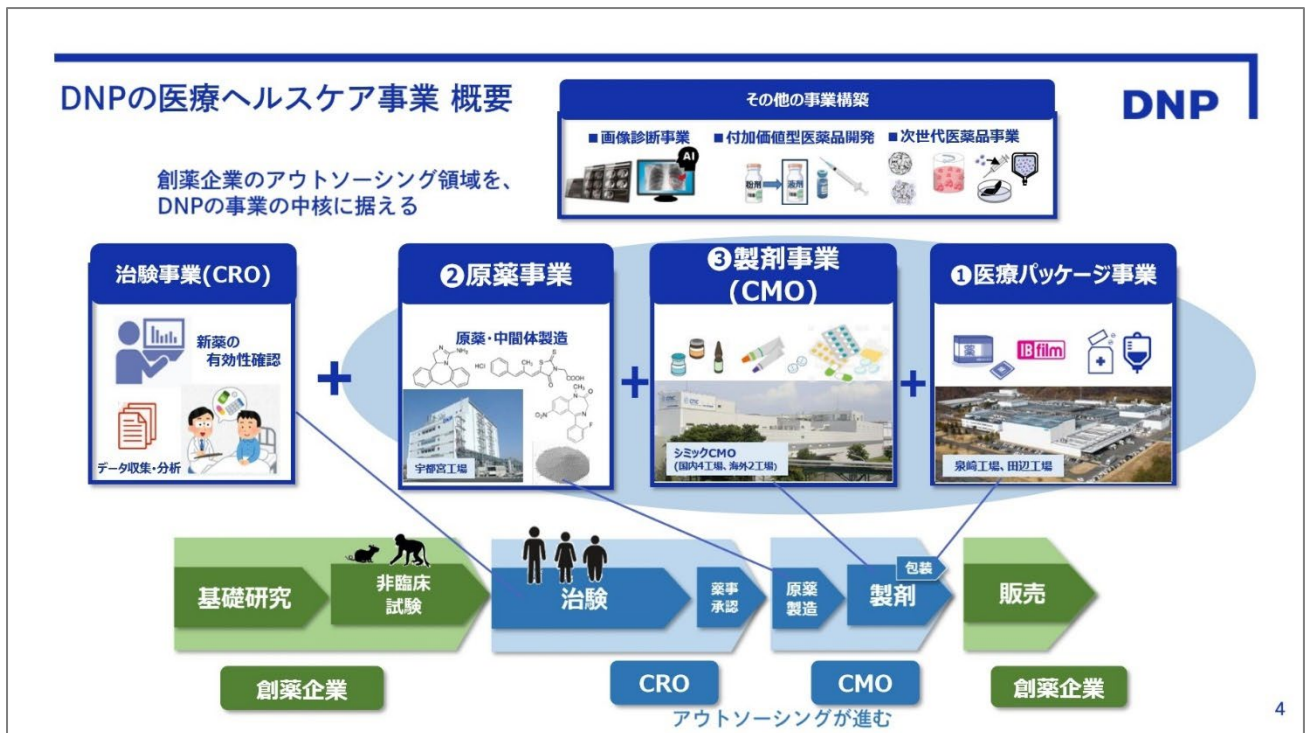 DNPの医療ヘルスケア事業 概要
DNP
その他の事業構築
■画像診断事業
■付加価値型医薬品開発
■次世代医薬品事業
AI
粉剤
液剤
創薬企業のアウトソーシング領域を、
DNPの事業の中核に据える
治験事業(CRO)
新薬の
有効性確認
データ収集・分析
+
❷原薬事業
原薬・中間体製造
NH₂
HCl
COOH
CH₃
O₂N
F
宇都宮工場
+
❸製剤事業
(CMO)
シミックCMO
(国内4工場、海外2工場)
+
❶医療パッケージ事業
薬
IB film
泉崎工場、田辺工場
基礎研究
非臨床
試験
治験
薬事
承認
原薬
製造
製剤
包装
販売
創薬企業
CRO
CMO
創薬企業
アウトソーシングが進む
4